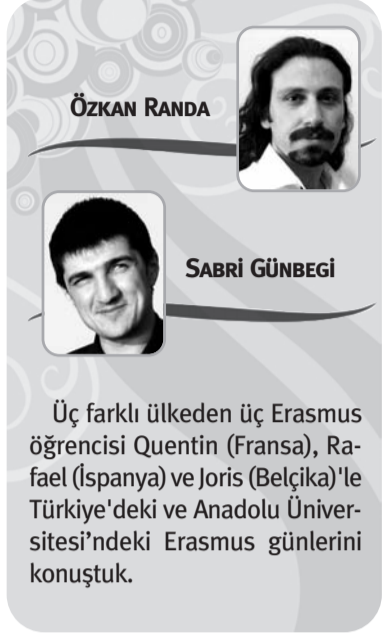 ÖZKAN RANDA
SABRİ GÜNBEGİ
Üç farklı ülkeden üç Erasmus
öğrencisi Quentin (Fransa), Ra-
fael (İspanya) ve Joris (Belçika)'le
Türkiye'deki ve Anadolu Üniver-
sitesi’ndeki Erasmus günlerini
konuştuk.